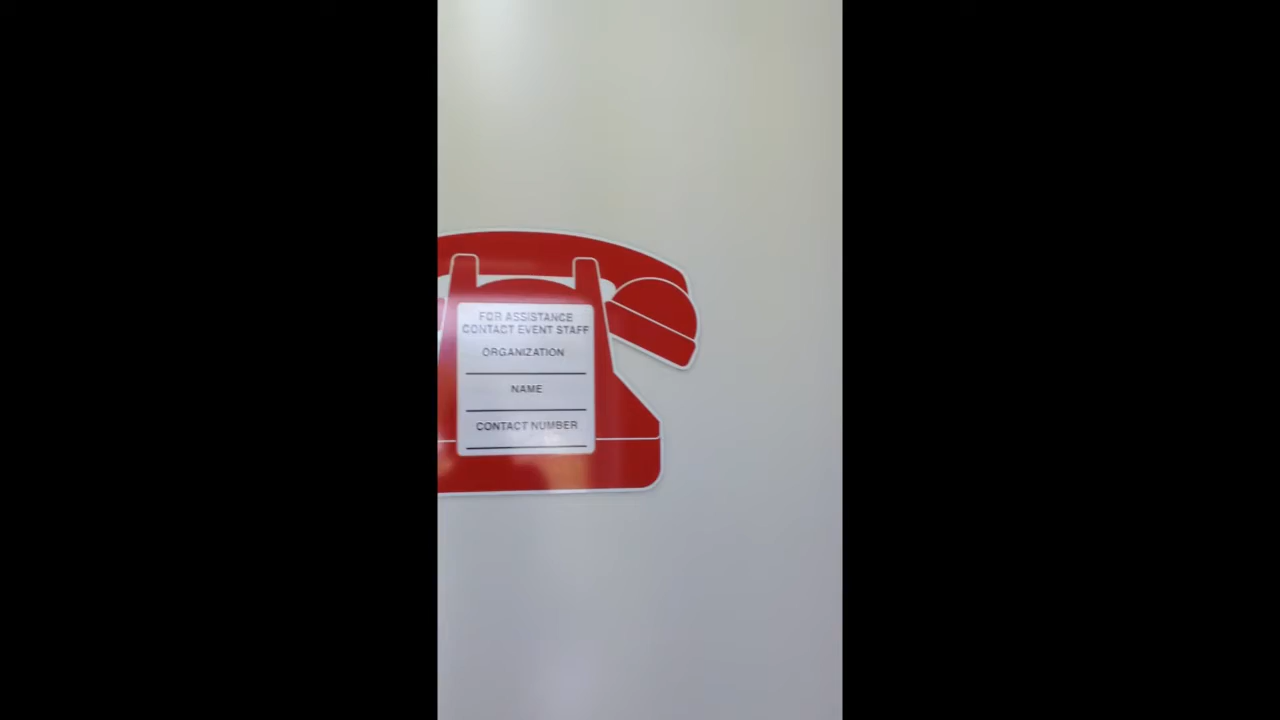 FOR ASSISTANCE
CONTACT EVENT STAFF
ORGANIZATION
NAME
CONTACT NUMBER